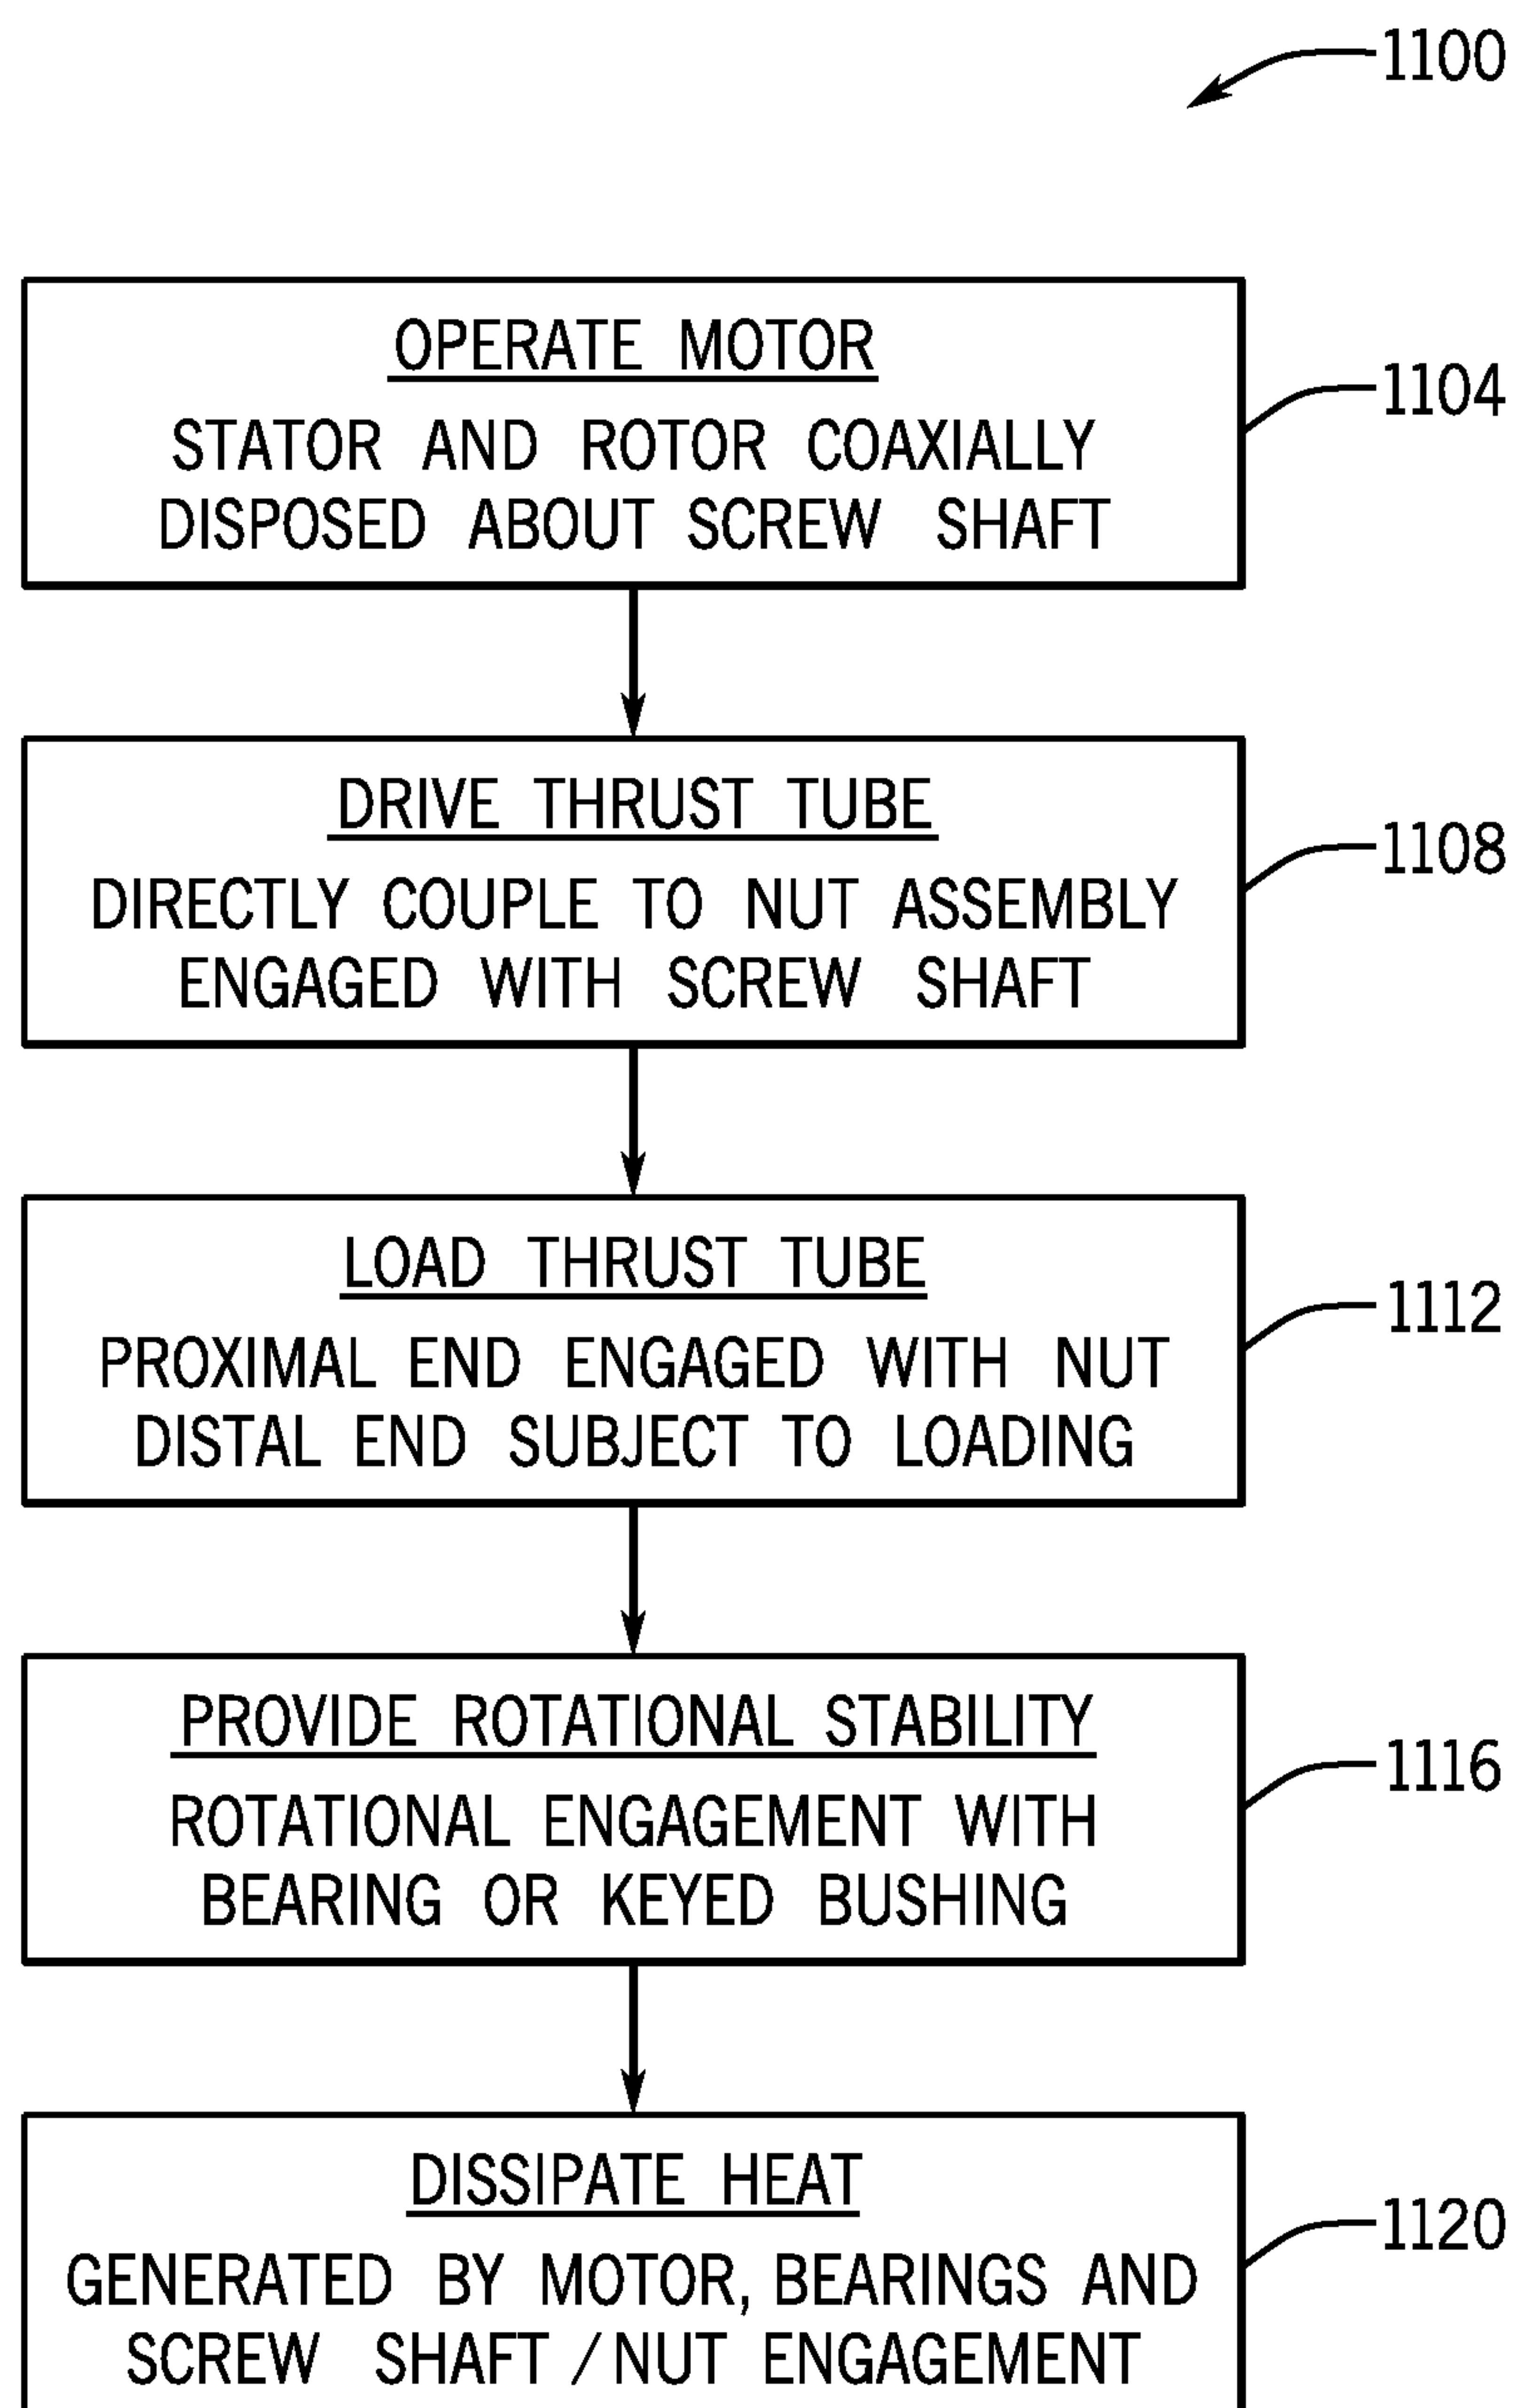 1100
OPERATE MOTOR
STATOR AND ROTOR COAXIALLY
DISPOSED ABOUT SCREW SHAFT
1104
DRIVE THRUST TUBE
DIRECTLY COUPLE TO NUT ASSEMBLY
ENGAGED WITH SCREW SHAFT
1108
LOAD THRUST TUBE
PROXIMAL END ENGAGED WITH NUT
DISTAL END SUBJECT TO LOADING
1112
PROVIDE ROTATIONAL STABILITY
ROTATIONAL ENGAGEMENT WITH
BEARING OR KEYED BUSHING
1116
DISSIPATE HEAT
GENERATED BY MOTOR, BEARINGS AND
SCREW SHAFT / NUT ENGAGEMENT
1120